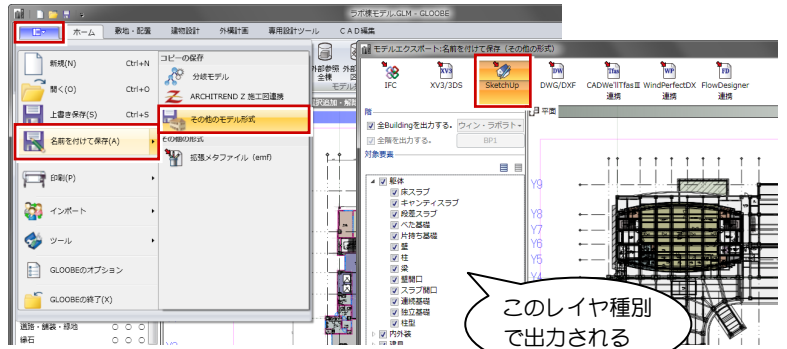 ラボ棟モデル.GLM - GLOOBE
ホーム 敷地・配置 建物設計 外構計画 専用設計ツール CAD編集
新規(N) Ctrl+N
開く(O) Ctrl+O
上書き保存(S) Ctrl+S
名前を付けて保存(A)
印刷(P)
インポート
ツール
GLOOBEのオプション
GLOOBEの終了(X)
コピーの保存
分岐モデル
ARCHITREND Z 施工図連携
その他のモデル形式
その他の形式
拡張メタファイル (emf)
外部参照
全棟
道路・舗装・緑地
縁石
モデルエクスポート:名前を付けて保存 (その他の形式)
IFC
XV3/3DS
SketchUp
DWG/DXF
CADWe'llTfasⅡ
連携
WindPerfectDX
連携
FlowDesigner
連携
階
全Buildingを出力する。 ウィン・ラボラト
全階を出力する。 BP1
対象要素
躯体
床スラブ
キャンティスラブ
段差スラブ
べた基礎
片持ち基礎
壁
柱
梁
壁開口
スラブ開口
連続基礎
独立基礎
柱型
内外装
建具
平面
Y9
Y8
Y7
Y6
Y5
Y4
このレイヤ種別
で出力される